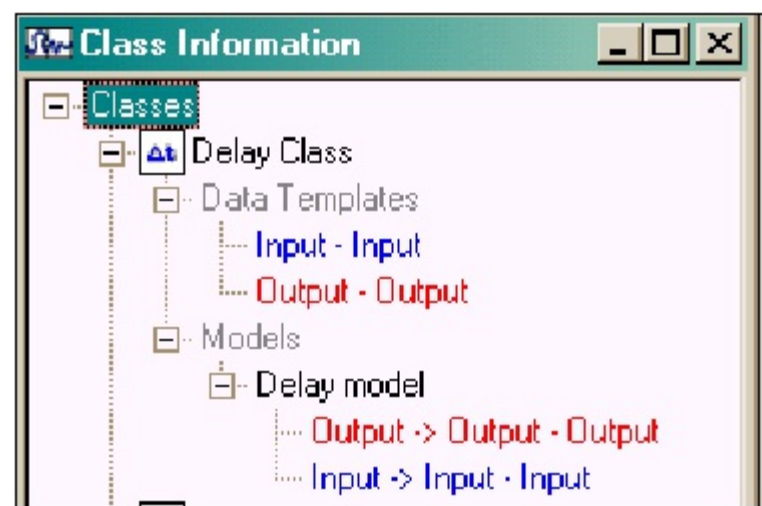 Class Information
Classes
Δt Delay Class
Data Templates
Input - Input
Output - Output
Models
Delay model
Output -> Output - Output
Input -> Input - Input